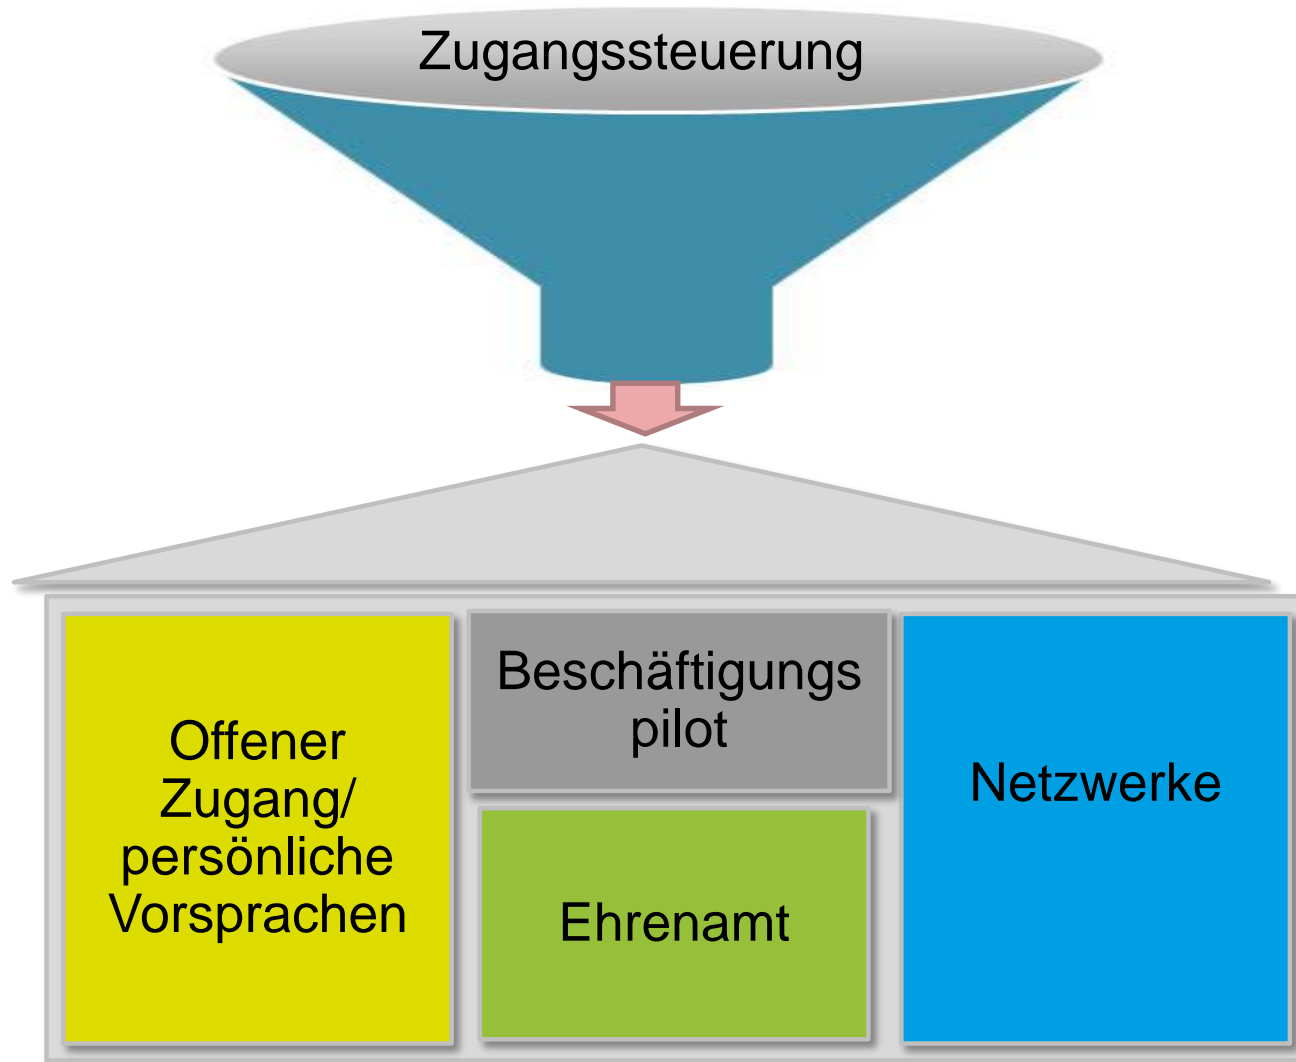 Zugangssteuerung
Offener
Zugang/
persönliche
Vorsprachen
Beschäftigungs
pilot
Ehrenamt
Netzwerke